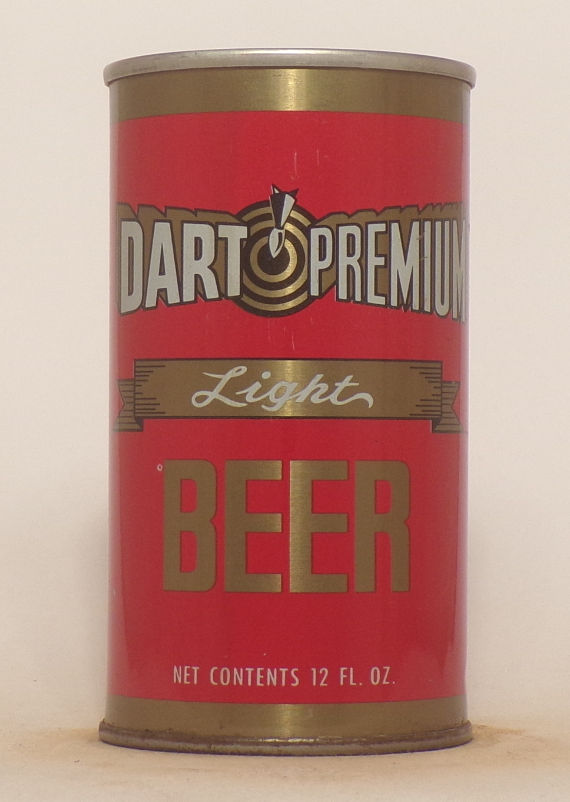 DART PREMIUM
Light
BEER
NET CONTENTS 12 FL. OZ.